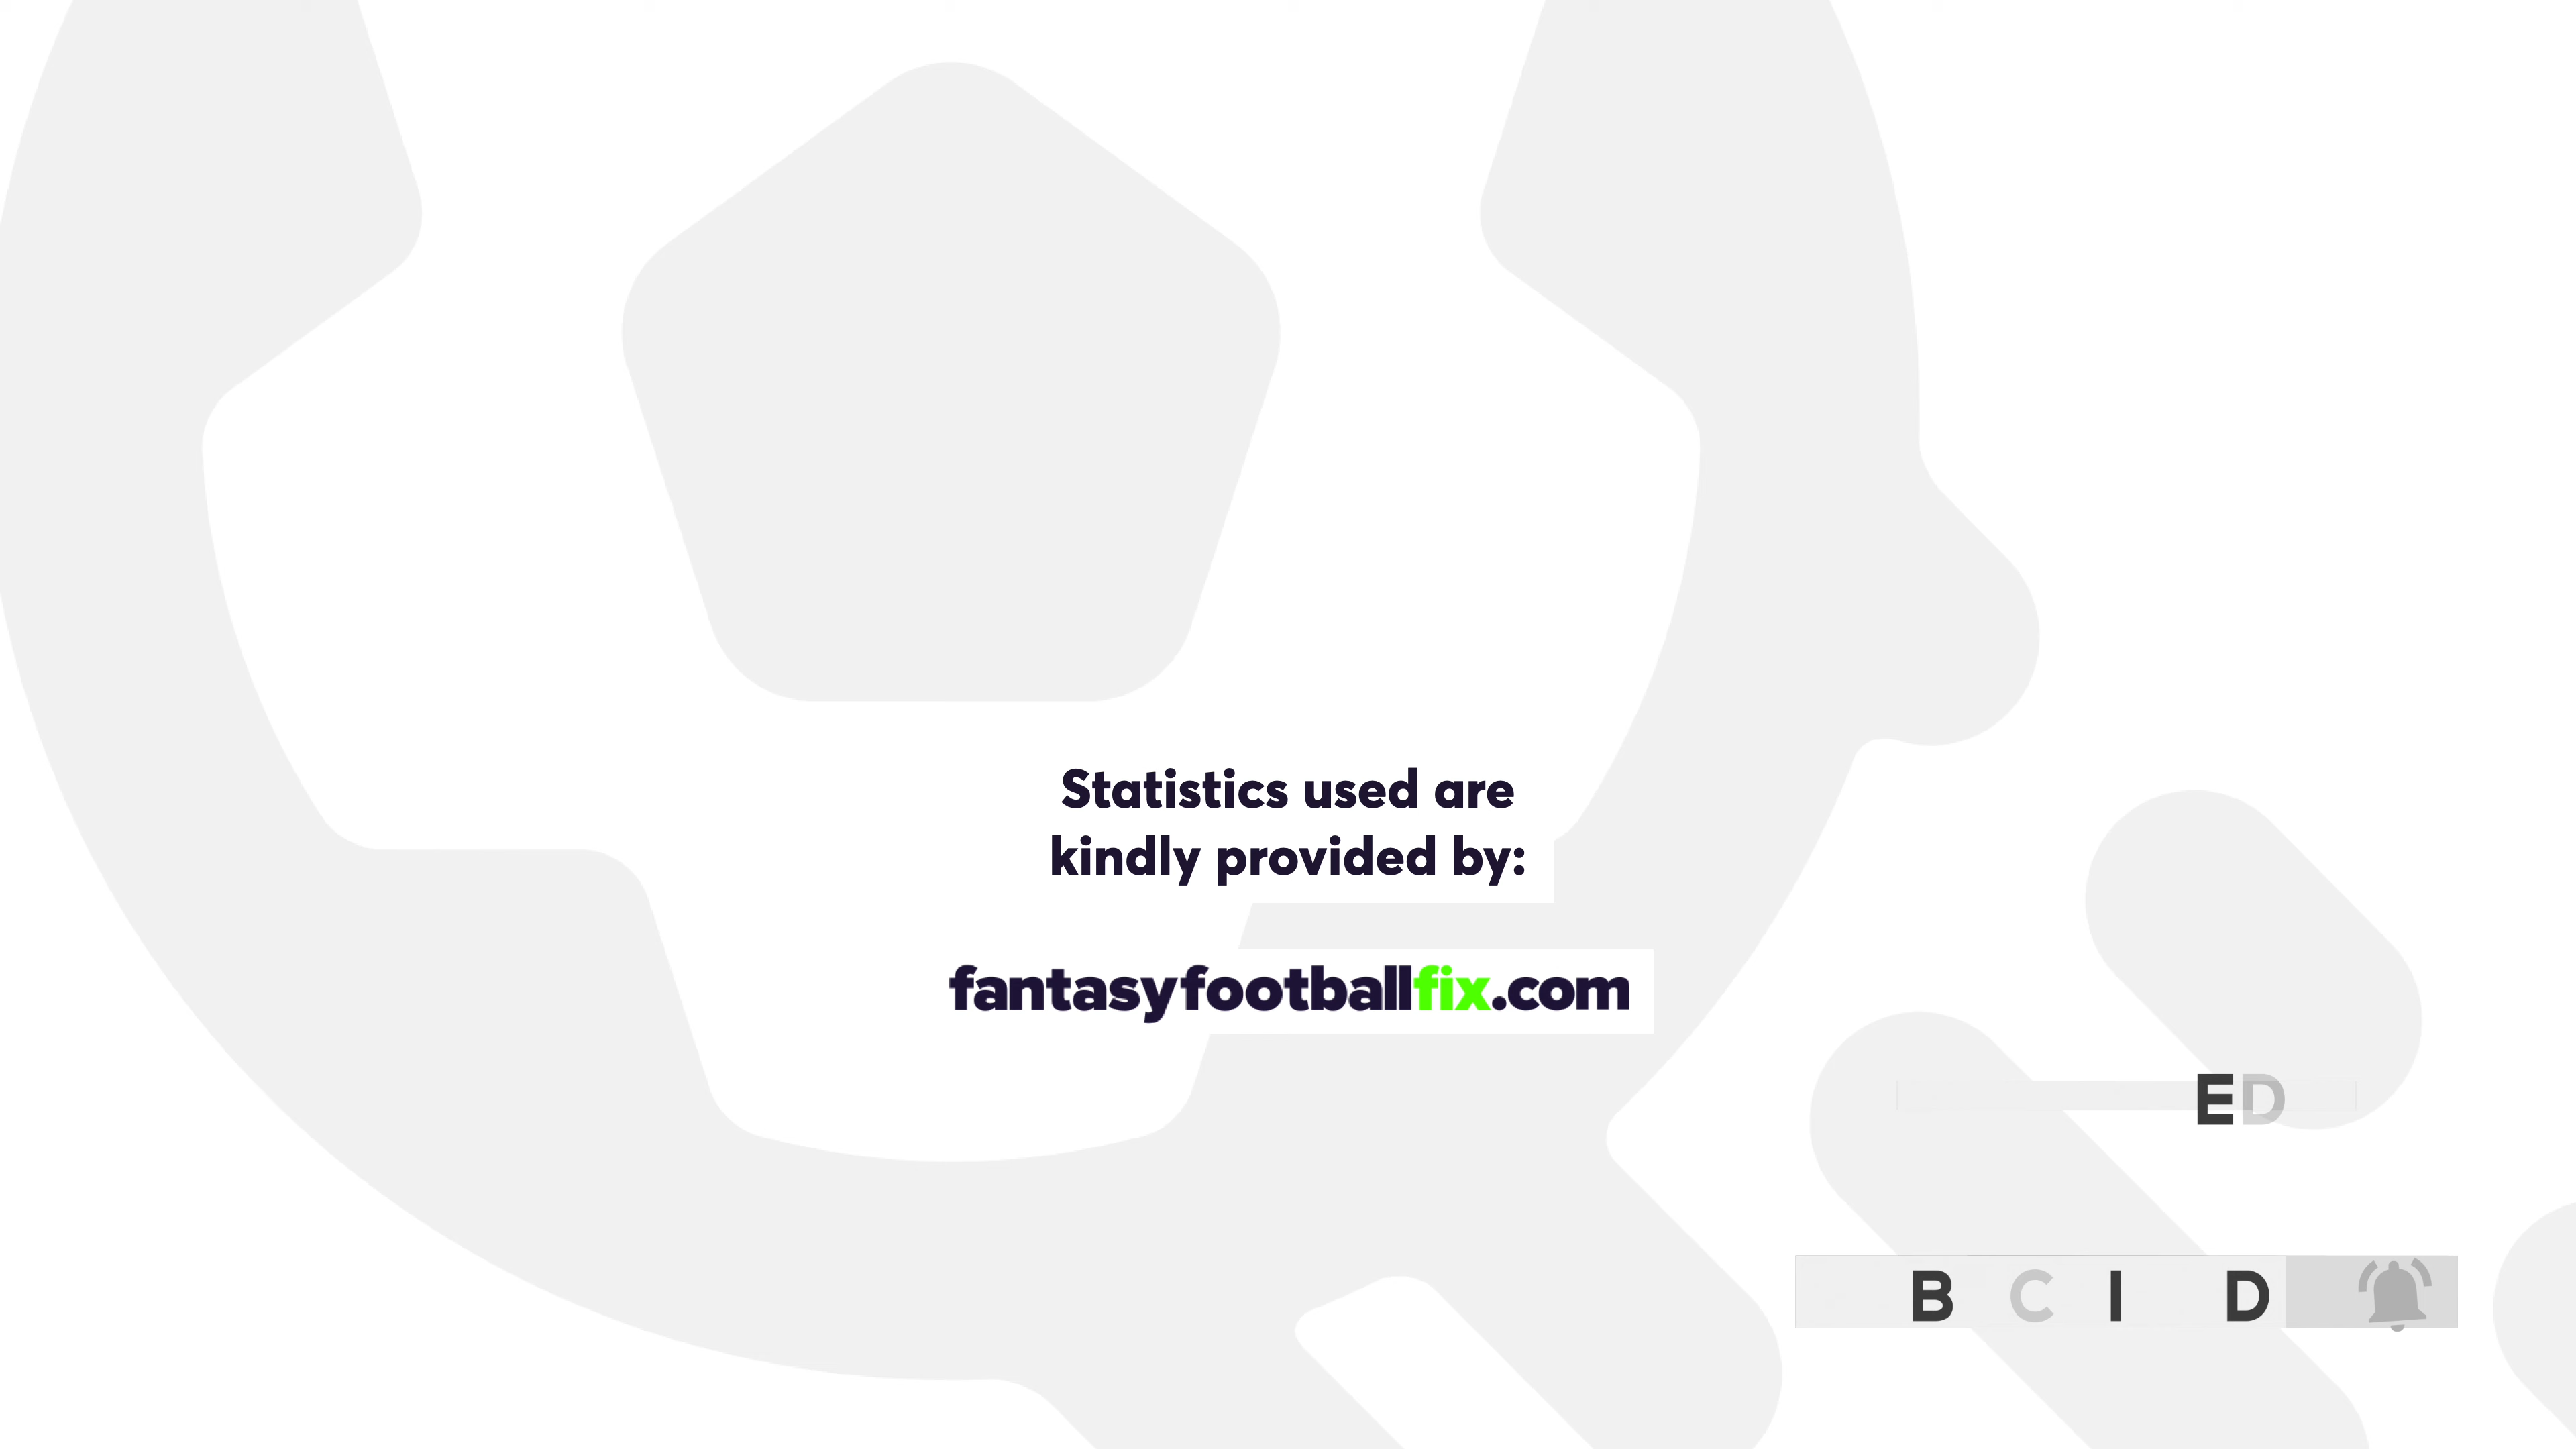 Statistics used are
kindly provided by:
fantasyfootballfix.com
ED
B C I D